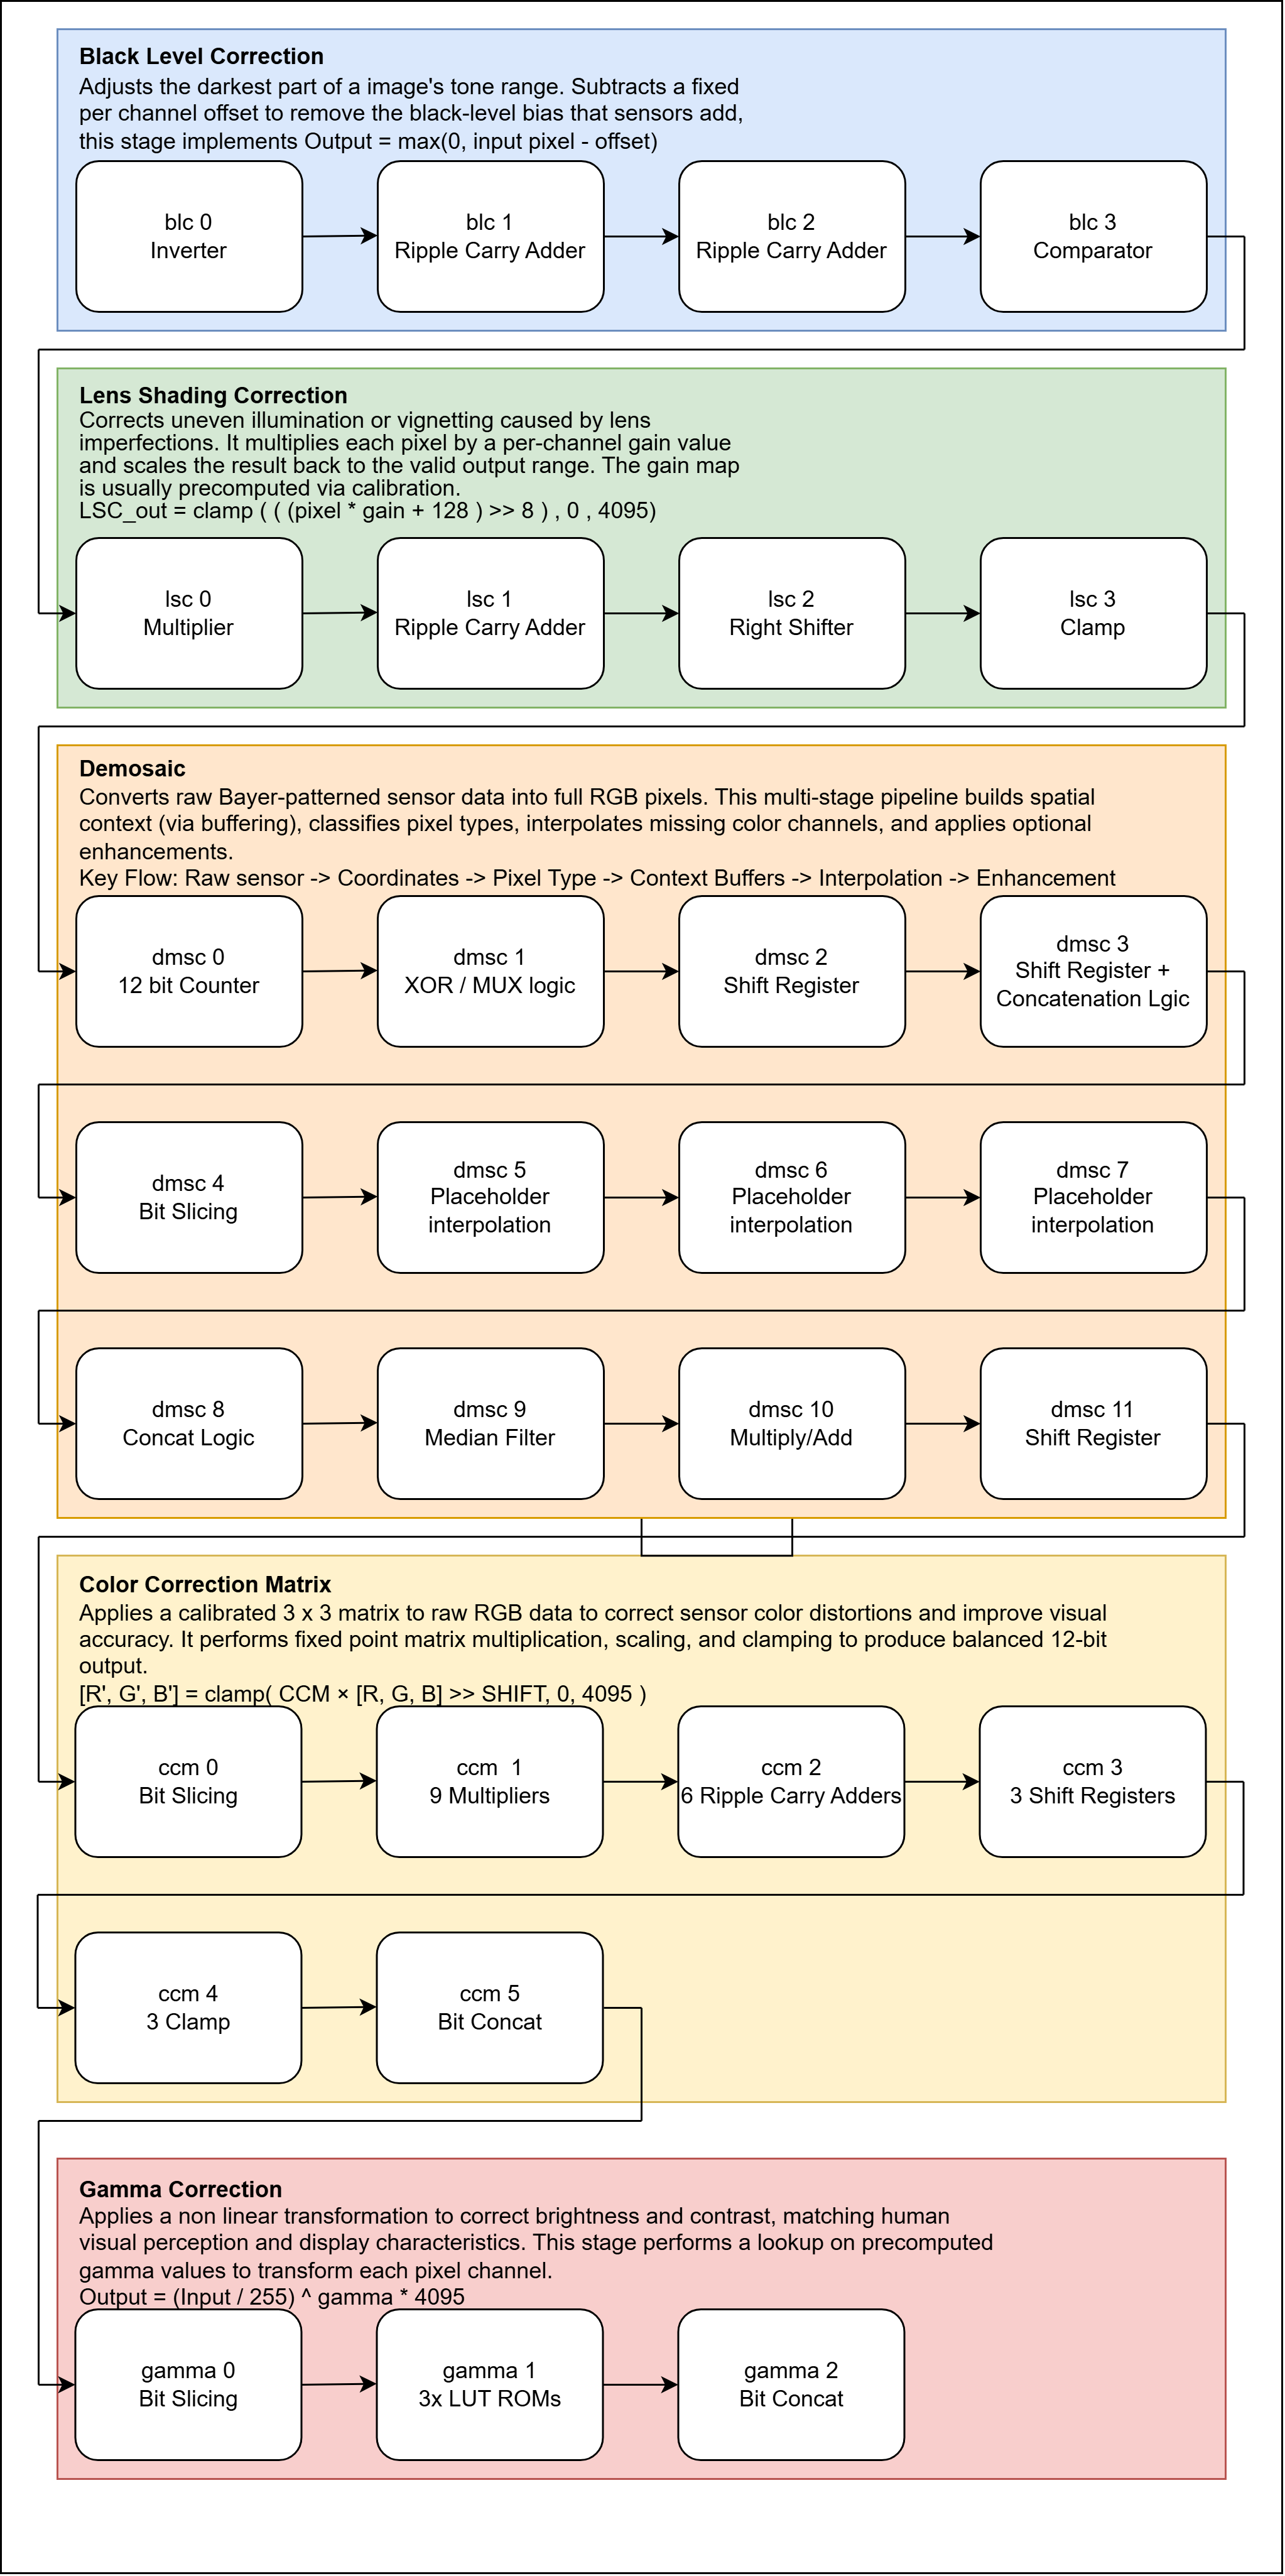 Black Level Correction
Adjusts the darkest part of a image's tone range. Subtracts a fixed
per channel offset to remove the black-level bias that sensors add,
this stage implements Output = max(0, input pixel - offset)
blc 0
Inverter
blc 1
Ripple Carry Adder
blc 2
Ripple Carry Adder
blc 3
Comparator
Lens Shading Correction
Corrects uneven illumination or vignetting caused by lens
imperfections. It multiplies each pixel by a per-channel gain value
and scales the result back to the valid output range. The gain map
is usually precomputed via calibration.
LSC_out = clamp ( ( ( (pixel * gain + 128 ) >> 8 ) , 0 , 4095)
lsc 0
Multiplier
lsc 1
Ripple Carry Adder
lsc 2
Right Shifter
lsc 3
Clamp
Demosaic
Converts raw Bayer-patterned sensor data into full RGB pixels. This multi-stage pipeline builds spatial
context (via buffering), classifies pixel types, interpolates missing color channels, and applies optional
enhancements.
Key Flow: Raw sensor -> Coordinates -> Pixel Type -> Context Buffers -> Interpolation -> Enhancement
dmsc 0
12 bit Counter
dmsc 1
XOR / MUX logic
dmsc 2
Shift Register
dmsc 3
Shift Register +
Concatenation Lgic
dmsc 4
Bit Slicing
dmsc 5
Placeholder
interpolation
dmsc 6
Placeholder
interpolation
dmsc 7
Placeholder
interpolation
dmsc 8
Concat Logic
dmsc 9
Median Filter
dmsc 10
Multiply/Add
dmsc 11
Shift Register
Color Correction Matrix
Applies a calibrated 3 x 3 matrix to raw RGB data to correct sensor color distortions and improve visual
accuracy. It performs fixed point matrix multiplication, scaling, and clamping to produce balanced 12-bit
output.
[R', G', B'] = clamp( CCM × [R, G, B] >> SHIFT, 0, 4095 )
ccm 0
Bit Slicing
ccm  1
9 Multipliers
ccm 2
6 Ripple Carry Adders
ccm 3
3 Shift Registers
ccm 4
3 Clamp
ccm 5
Bit Concat
Gamma Correction
Applies a non linear transformation to correct brightness and contrast, matching human
visual perception and display characteristics. This stage performs a lookup on precomputed
gamma values to transform each pixel channel.
Output = (Input / 255) ^ gamma * 4095
gamma 0
Bit Slicing
gamma 1
3x LUT ROMs
gamma 2
Bit Concat